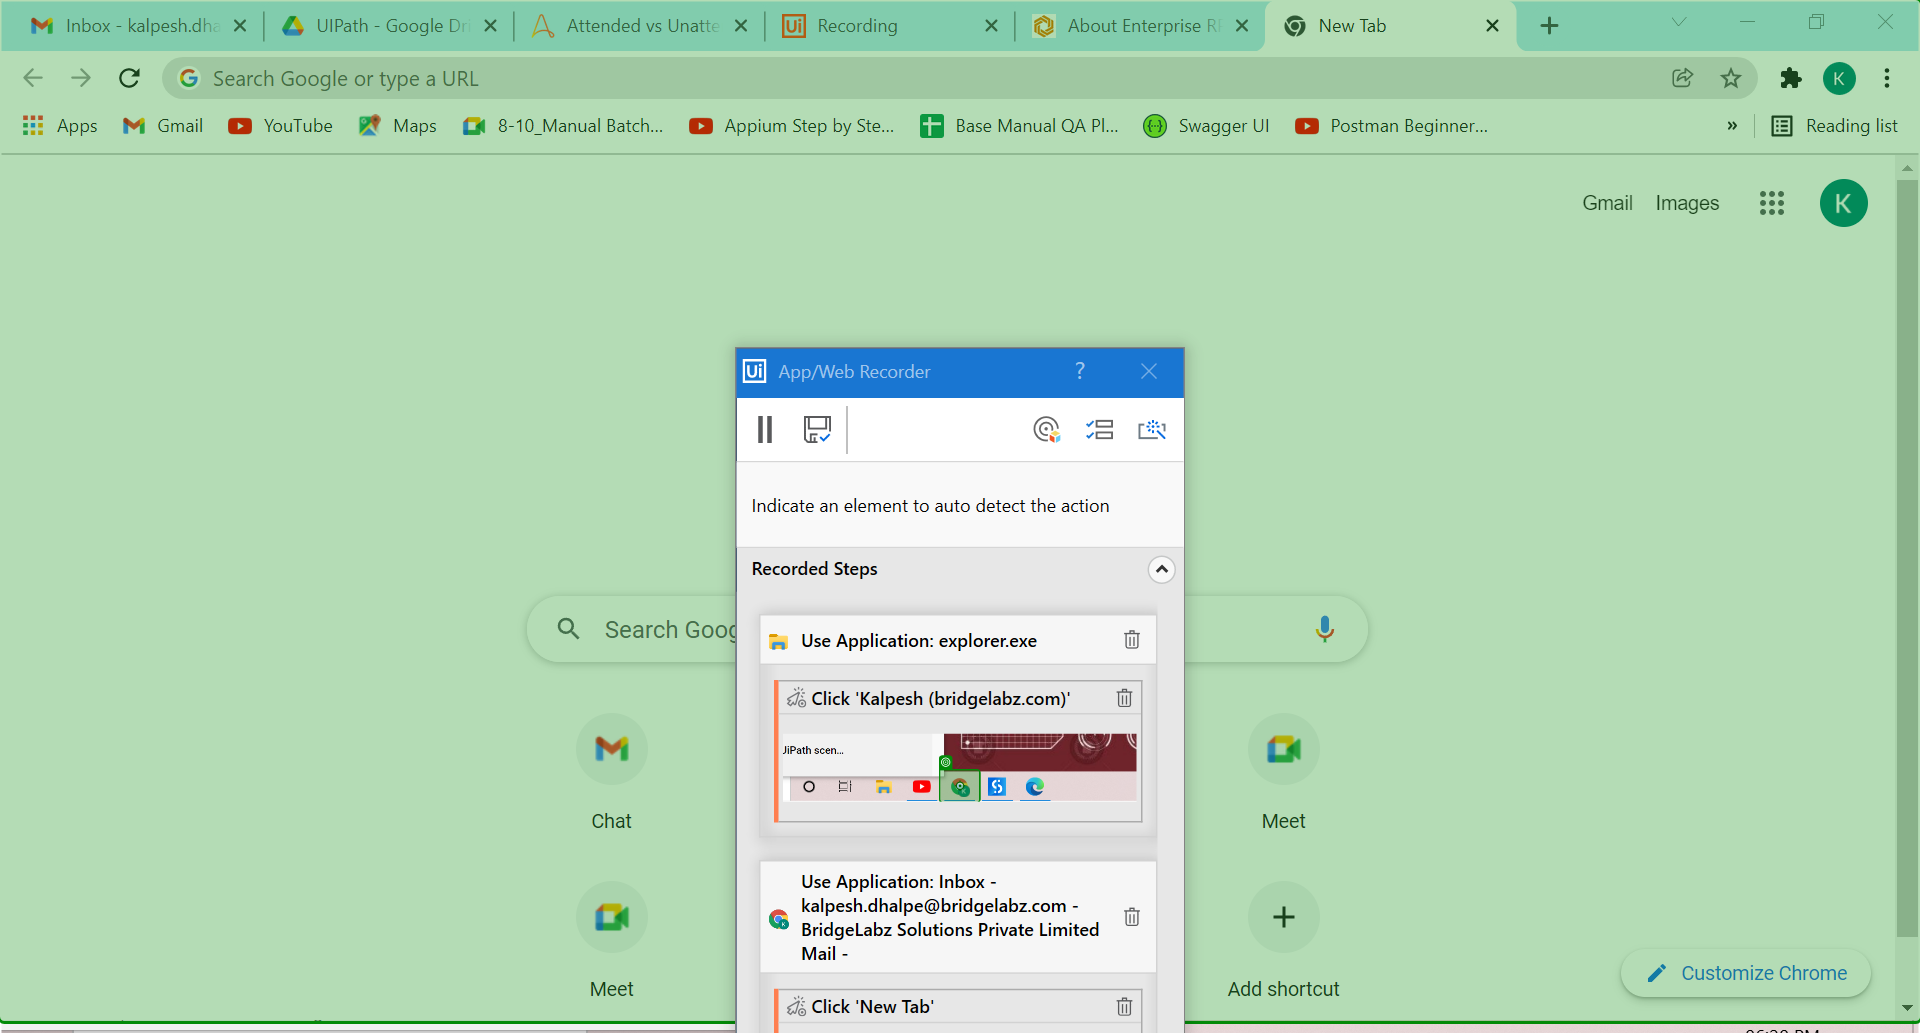 Inbox - kalpesh.dha
UIPath - Google Dri
Attended vs Unatte
Ui Recording
About Enterprise RP
New Tab
Search Google or type a URL
K
Apps
Gmail
YouTube
Maps
8-10_Manual Batch...
Appium Step by Ste...
Base Manual QA Pl...
Swagger UI
Postman Beginner...
»
Reading list
Gmail
Images
K
Ui App/Web Recorder ?
Indicate an element to auto detect the action
Recorded Steps
Search Goog
Use Application: explorer.exe
Click 'Kalpesh (bridgelabz.com)'
UiPath scen...
Chat
Meet
Use Application: Inbox -
kalpesh.dhalpe@bridgelabz.com -
BridgeLabz Solutions Private Limited
Mail -
Customize Chrome
Meet
Add shortcut
Click 'New Tab'